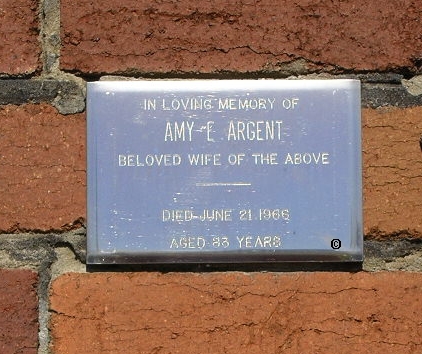 IN LOVING MEMORY OF
AMY E ARGENT
BELOVED WIFE OF THE ABOVE
DIED JUNE 21 1966
AGED 83 YEARS
©